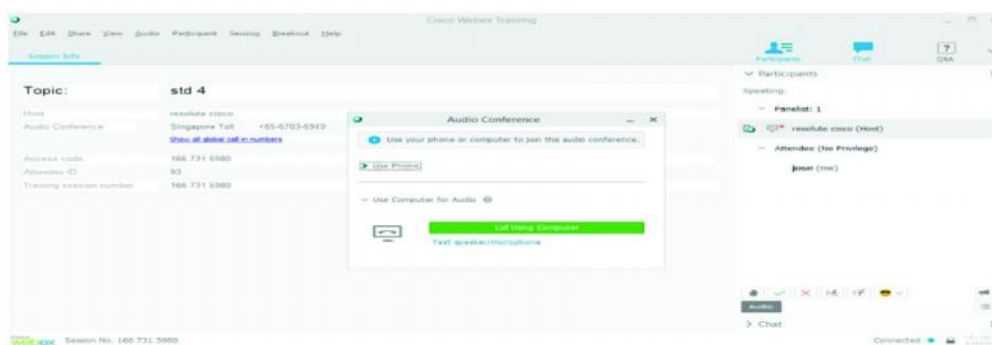 Cisco Webex Training
File Edit Share View Audio Participant Session Breakout Help
Session Info
Participants Chat Q&A
Topic: std 4
Host resolute cisco
Audio Conference Singapore Toll +65-6703-6949
Show all global call-in numbers
Access code 166 731 5980
Attendee ID 93
Training session number 166 731 5980
Audio Conference
Use your phone or computer to join this audio conference.
Use Phone
Use Computer for Audio
Call Using Computer
Test speaker/microphone
Participants
Speaking:
Panelist: 1
resolute cisco (Host)
Attendee (No Privilege)
jose (me)
Audio
Chat
webex Session No. 166 731 5980
Connected